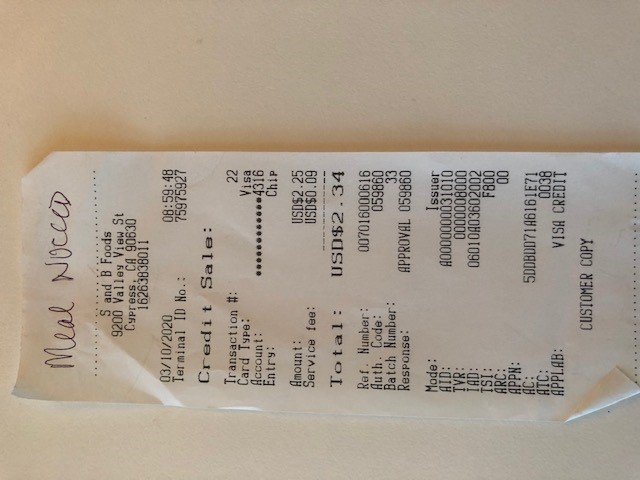 Meal
S and B Foods
9200 Valley View St
Cypress, CA 90630
16263838011
03/10/2020 08:59:48
Terminal ID No.: 75975927
Credit Sale:
Transaction #: 22
Card Type: Visa
Account: ************4316
Entry: Chip
Amount: USD$2.25
Service fee: USD$0.09
Total: USD$2.34
Ref. Number: 007016000616
Auth. Code: 059860
Batch Number: 33
Response: APPROVAL 059860
Mode: Issuer
AID: A0000000031010
TVR: 0000008000
IAD: 06010A03602002
TSI: F800
ARC: 00
APPN:
AC: 5DDB0D71A6161E71
ATC: 0038
APPLAB: VISA CREDIT
CUSTOMER COPY